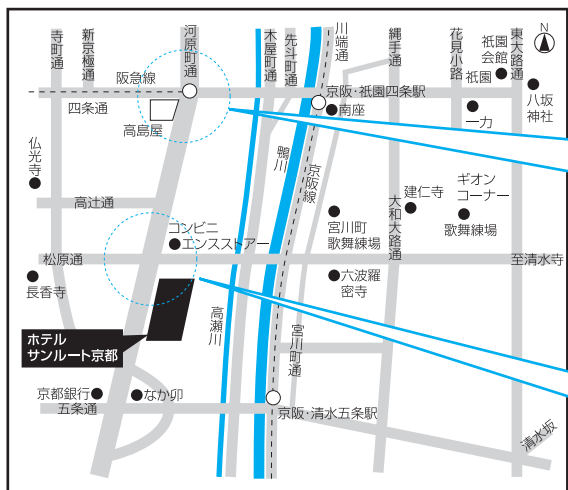 寺町通
新京極通
河原町通
木屋町通
先斗町通
川端通
縄手通
花見小路
祇園
会館
東大路通
N
阪急線
四条通
高島屋
京阪・祇園四条駅
南座
祇園
一力
八坂
神社
仏光寺
高辻通
鴨川
京阪線
宮川町
歌舞練場
大和大路通
建仁寺
ギオン
コーナー
歌舞練場
コンビニ
エンスストアー
松原通
至清水寺
長香寺
六波羅
密寺
高瀬川
宮川町通
ホテル
サンルート京都
京都銀行
なか卯
五条通
京阪・清水五条駅
清水坂